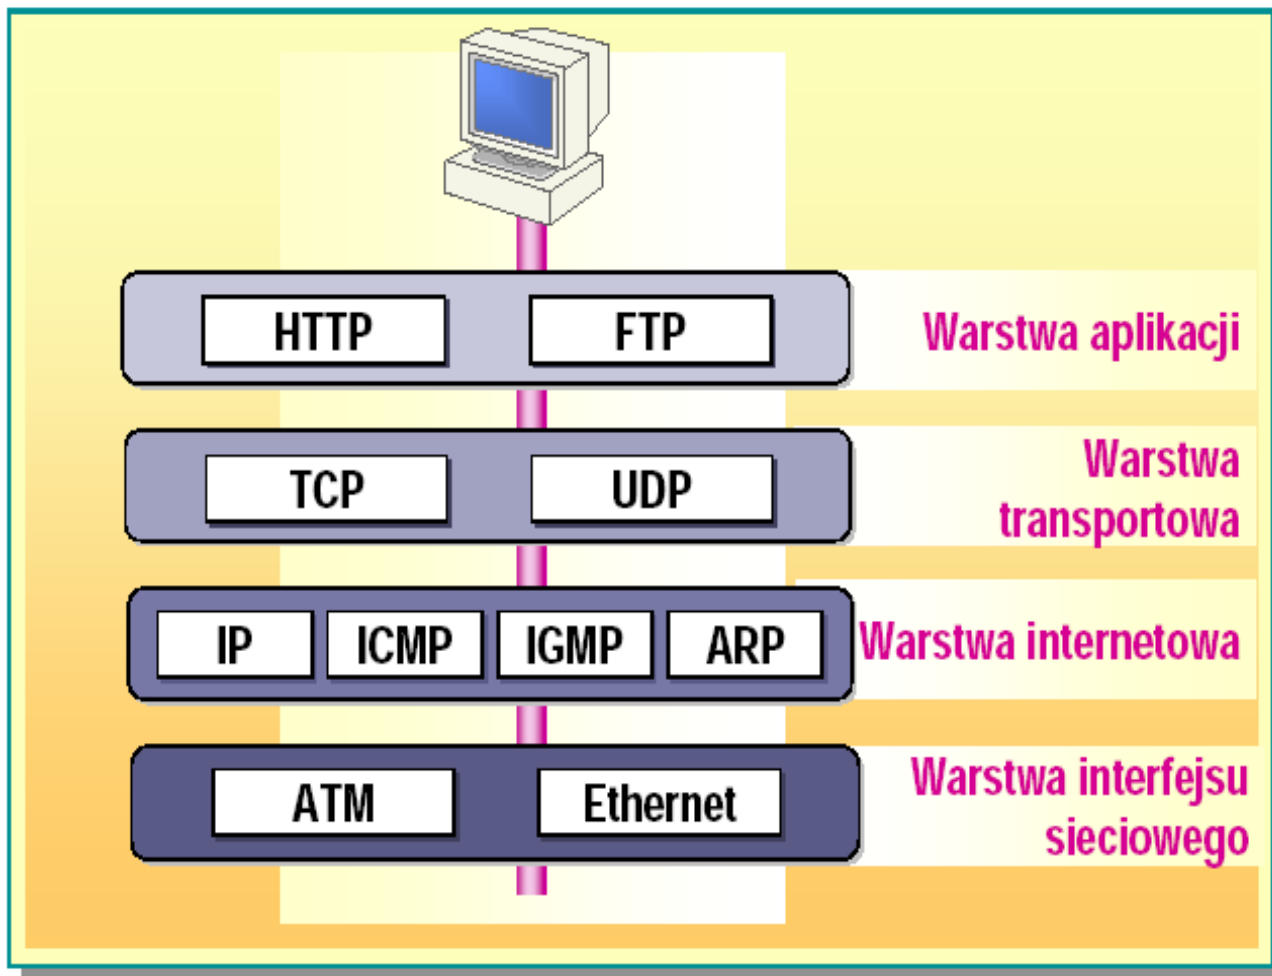 HTTP FTP Warstwa aplikacji
TCP UDP Warstwa
transportowa
IP ICMP IGMP ARP Warstwa internetowa
ATM Ethernet Warstwa interfejsu
sieciowego